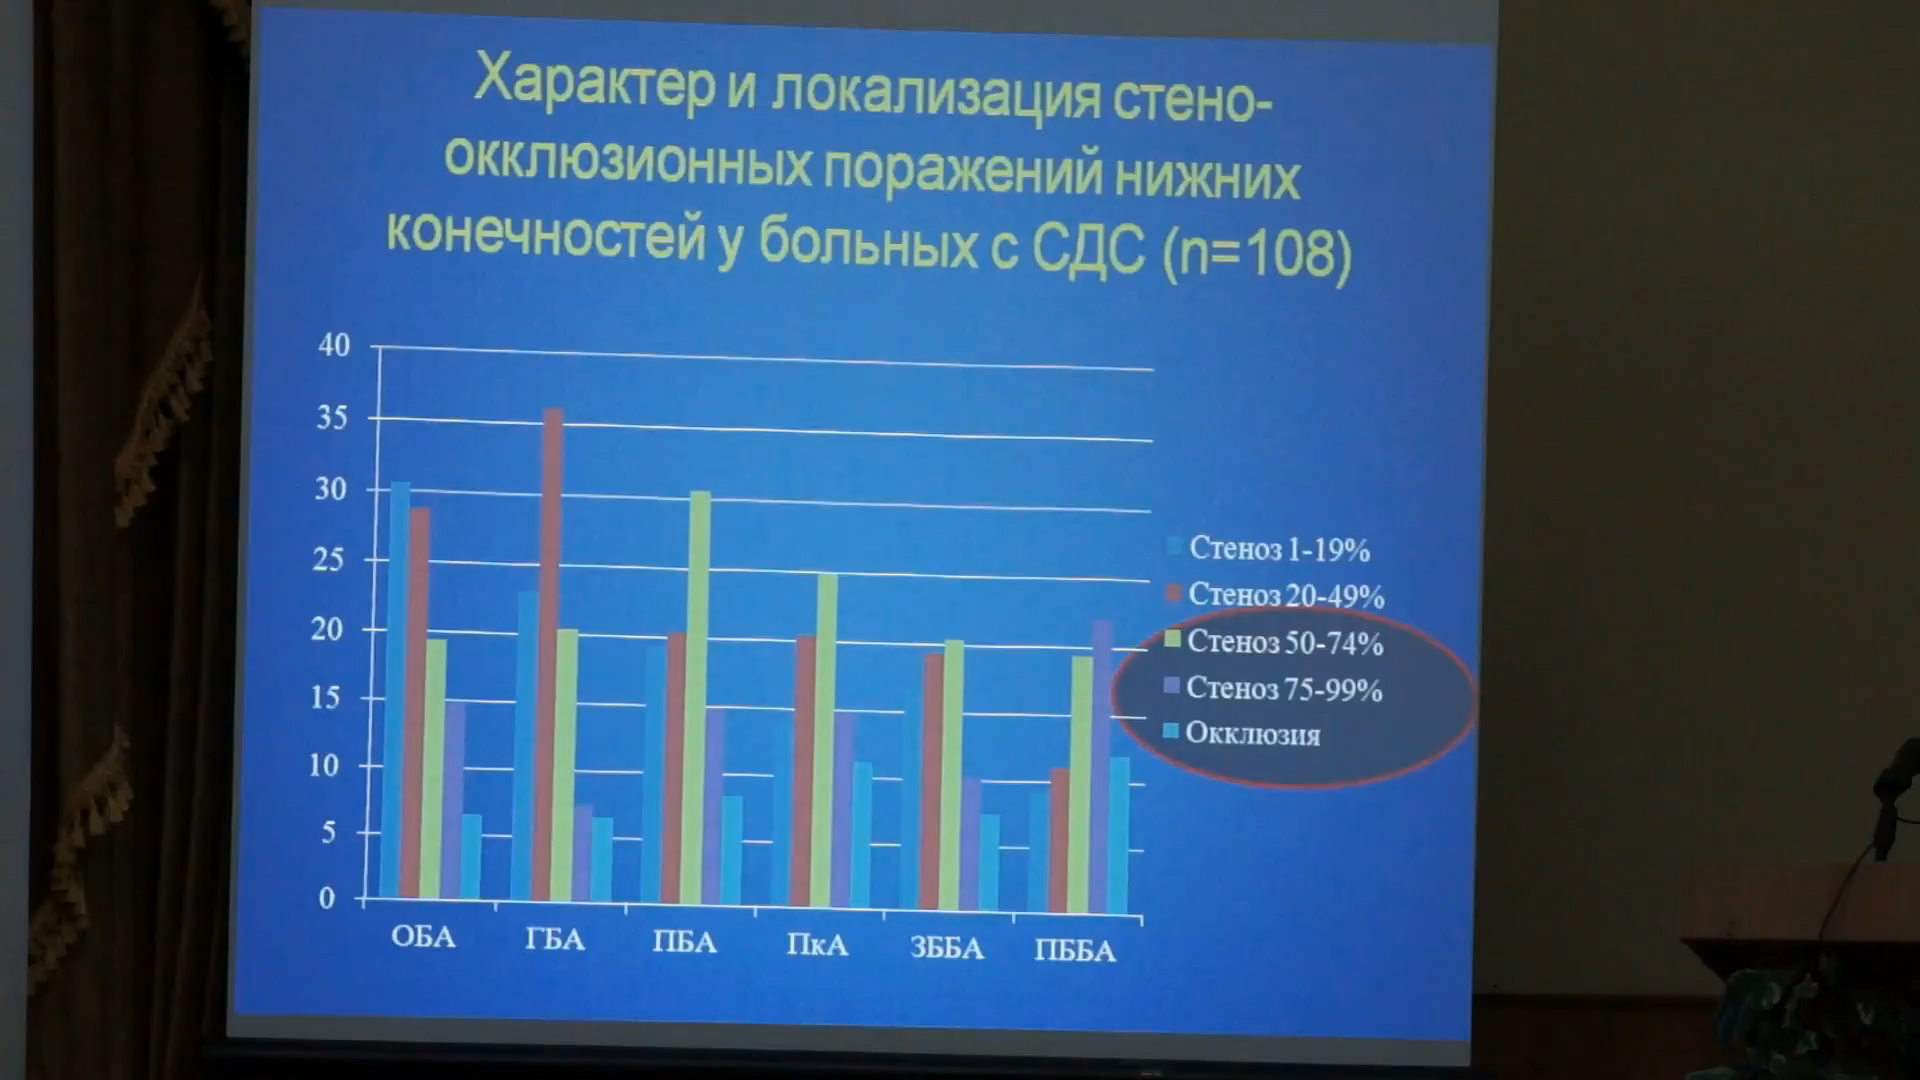 Характер и локализация стено-
окклюзионных поражений нижних
конечностей у больных с СДС (n=108)
40
35
30
25
20
15
10
5
0
ОБА
ГБА
ПБА
ПкА
ЗББА
ПББА
Стеноз 1-19%
Стеноз 20-49%
Стеноз 50-74%
Стеноз 75-99%
Окклюзия